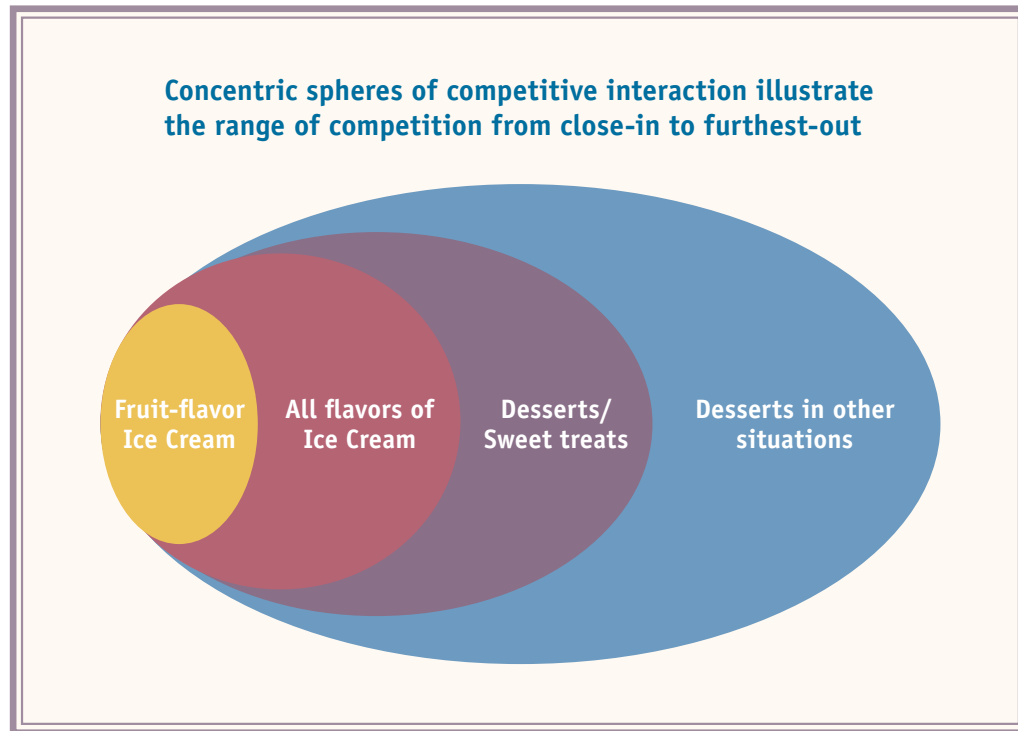 Concentric spheres of competitive interaction illustrate
the range of competition from close-in to furthest-out
Fruit-flavor
Ice Cream
All flavors of
Ice Cream
Desserts/
Sweet treats
Desserts in other
situations